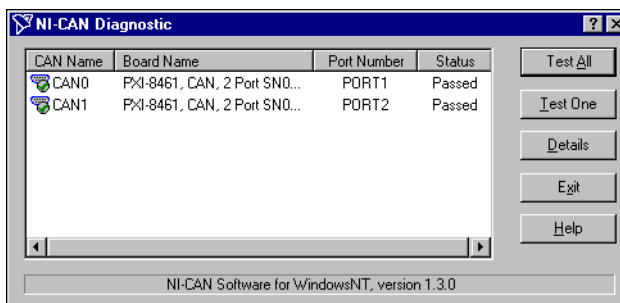 NI-CAN Diagnostic
CAN Name Board Name Port Number Status
CAN0 PXI-8461, CAN, 2 Port SN0... PORT1 Passed
CAN1 PXI-8461, CAN, 2 Port SN0... PORT2 Passed
Test All
Test One
Details
Exit
Help
NI-CAN Software for WindowsNT, version 1.3.0